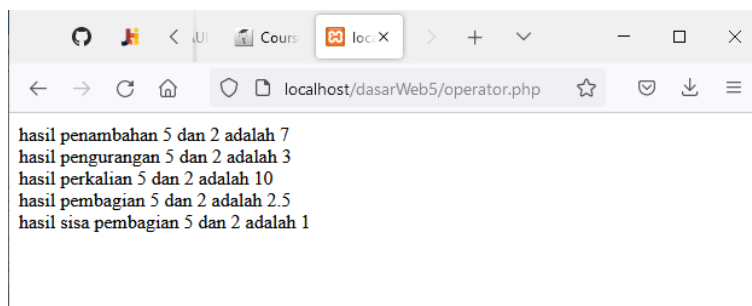 Cours
loc
localhost/dasarWeb5/operator.php
hasil penambahan 5 dan 2 adalah 7
hasil pengurangan 5 dan 2 adalah 3
hasil perkalian 5 dan 2 adalah 10
hasil pembagian 5 dan 2 adalah 2.5
hasil sisa pembagian 5 dan 2 adalah 1